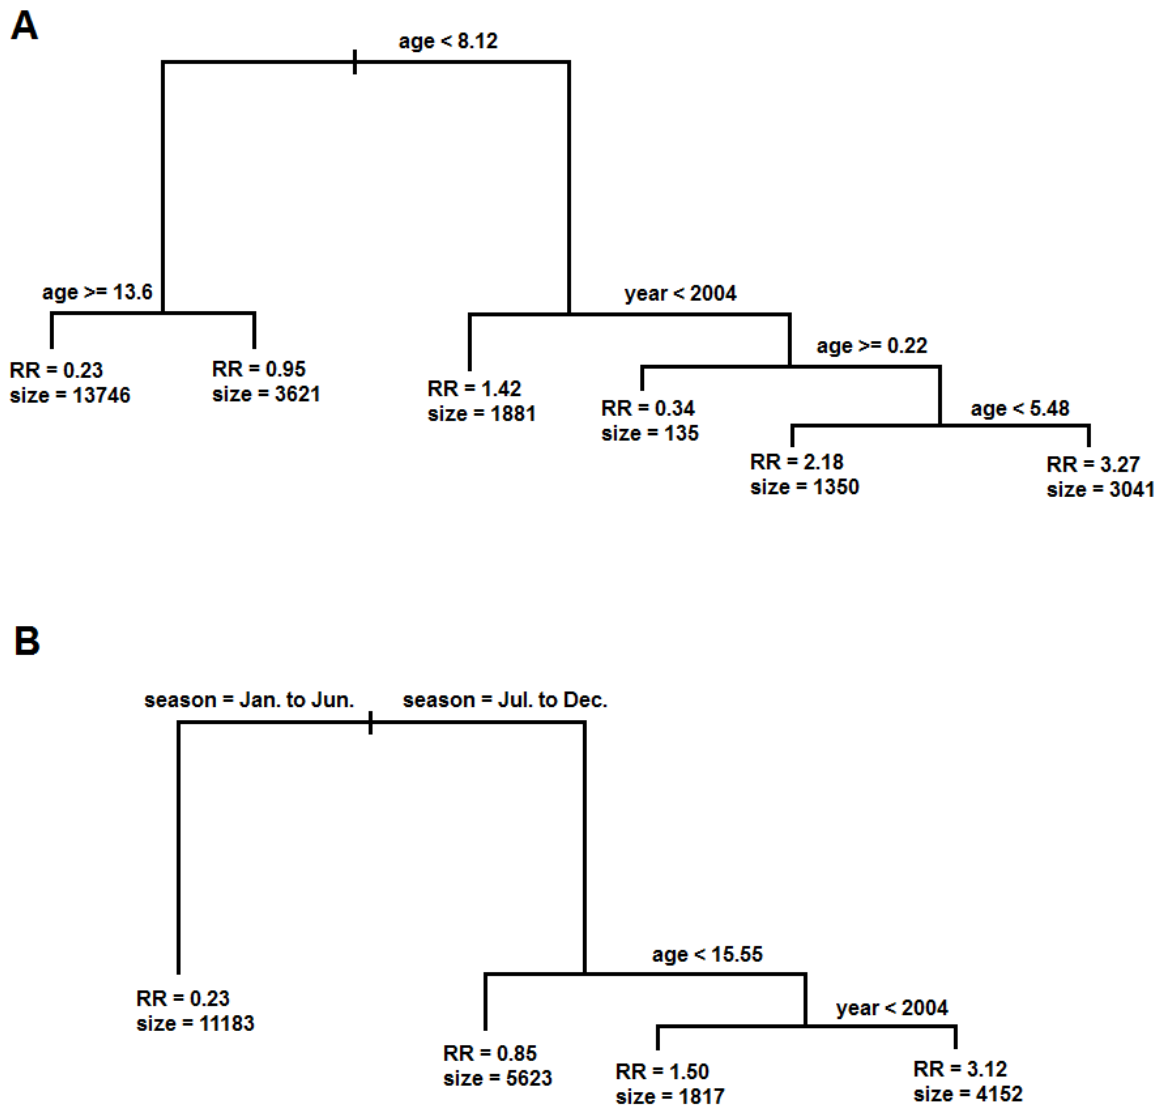 A
age < 8.12
age >= 13.6
year < 2004
age >= 0.22
RR = 0.23
size = 13746
RR = 0.95
size = 3621
RR = 1.42
size = 1881
RR = 0.34
size = 135
age < 5.48
RR = 2.18
size = 1350
RR = 3.27
size = 3041
B
season = Jan. to Jun.
season = Jul. to Dec.
age < 15.55
RR = 0.23
size = 11183
year < 2004
RR = 0.85
size = 5623
RR = 1.50
size = 1817
RR = 3.12
size = 4152